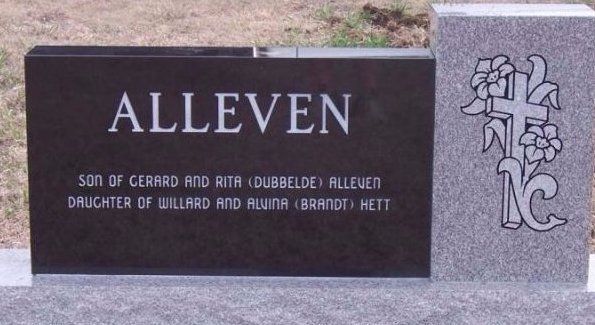 ALLEVEN
SON OF GERARD AND RITA (DUBBELDE) ALLEVEN
DAUGHTER OF WILLARD AND ALVINA (BRANDT) HETT